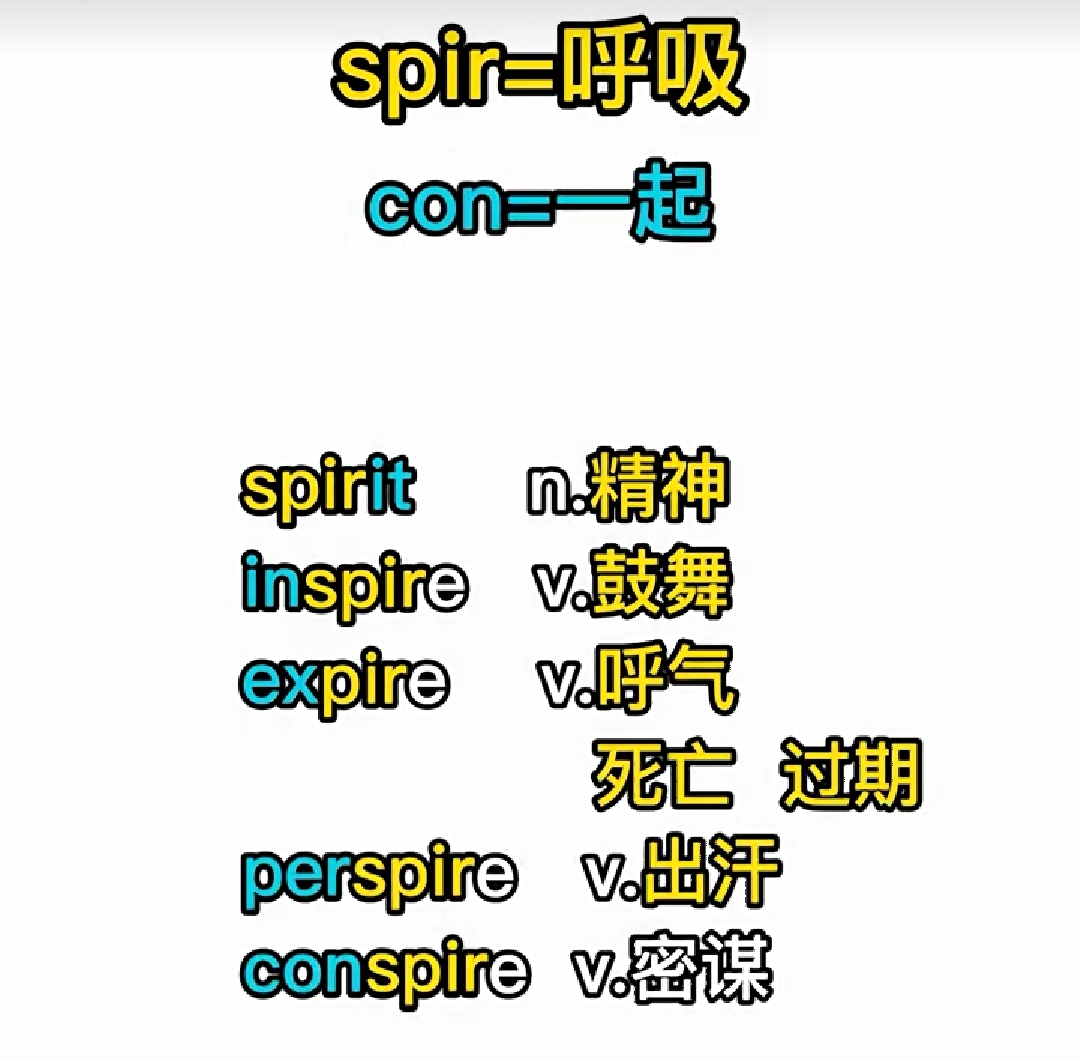 spir=呼吸
con=一起
spirit n.精神
inspire v.鼓舞
expire v.呼气
死亡 过期
perspire v.出汗
conspire v.密谋